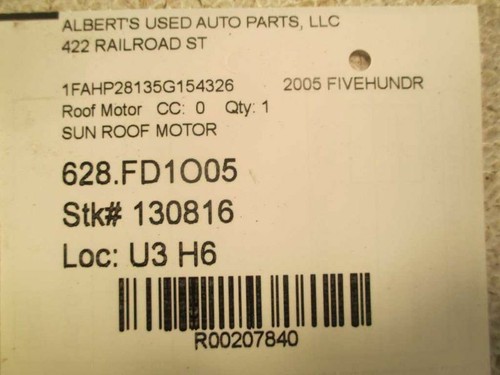 ALBERT'S USED AUTO PARTS, LLC
422 RAILROAD ST
1FAHP28135G154326 2005 FIVEHUNDR
Roof Motor CC: 0 Qty: 1
SUN ROOF MOTOR
628.FD1O05
Stk# 130816
Loc: U3 H6
R00207840